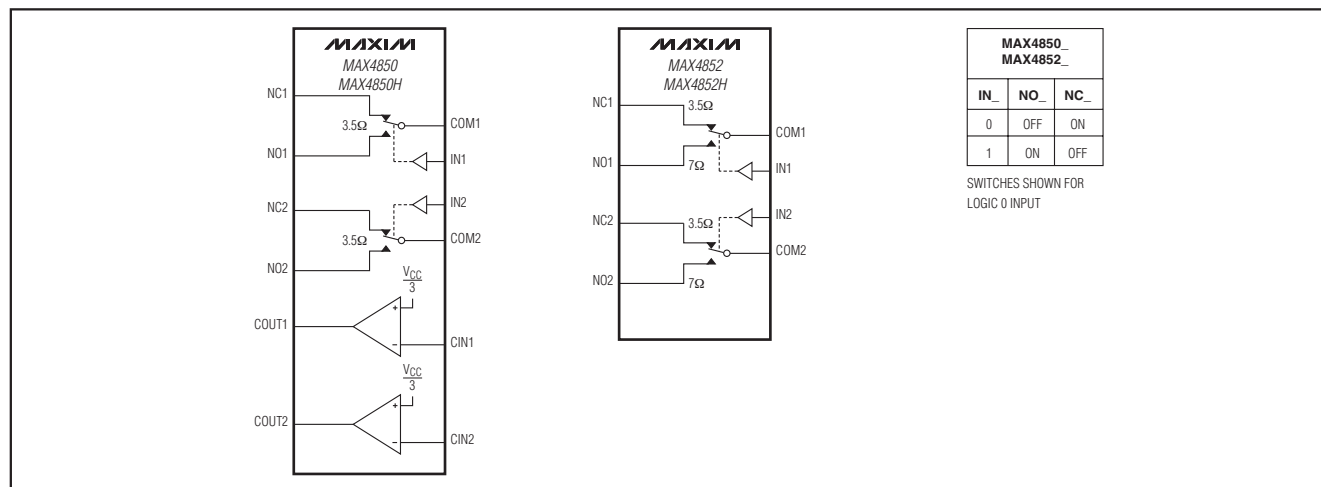 MAXIM
MAX4850
MAX4850H
NC1
3.5Ω
COM1
NO1
IN1
NC2
IN2
3.5Ω
COM2
NO2
VCC
3
+
COUT1
−
CIN1
VCC
3
+
COUT2
−
CIN2
MAXIM
MAX4852
MAX4852H
NC1
3.5Ω
COM1
NO1
7Ω
IN1
NC2
3.5Ω
IN2
COM2
NO2
7Ω
MAX4850_
MAX4852_
IN_ NO_ NC_
0 OFF ON
1 ON OFF
SWITCHES SHOWN FOR
LOGIC 0 INPUT